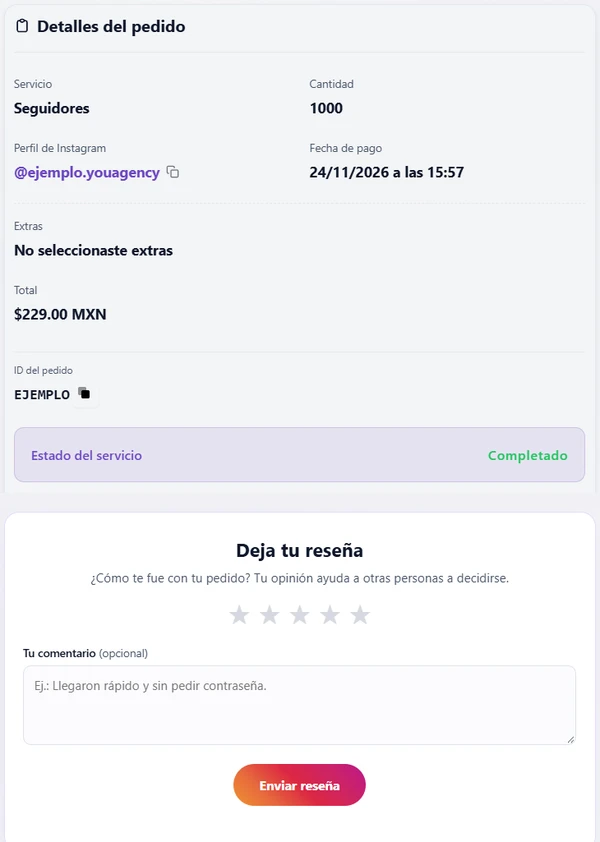 Detalles del pedido
Servicio
Seguidores
Cantidad
1000
Perfil de Instagram
@ejemplo.youagency
Fecha de pago
24/11/2026 a las 15:57
Extras
No seleccionaste extras
Total
$229.00 MXN
ID del pedido
EJEMPLO
Estado del servicio
Completado
Deja tu reseña
¿Cómo te fue con tu pedido? Tu opinión ayuda a otras personas a decidirse.
Tu comentario (opcional)
Ej.: Llegaron rápido y sin pedir contraseña.
Enviar reseña